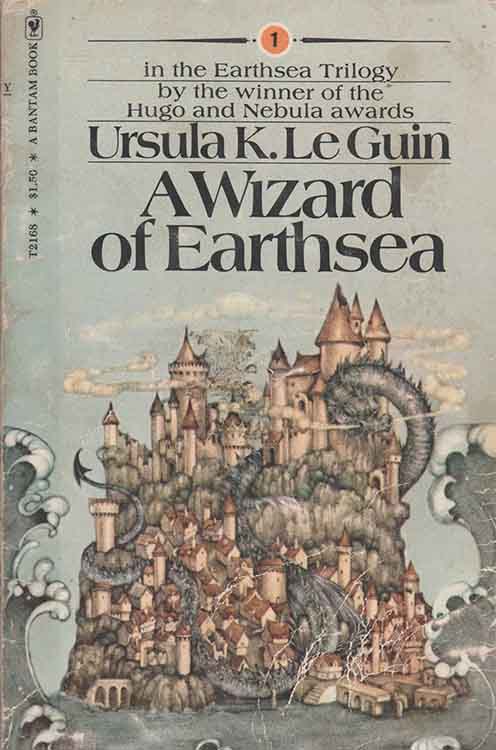 1
in the Earthsea Trilogy
by the winner of the
Hugo and Nebula awards
Ursula K. Le Guin
A Wizard
of Earthsea
T2168 * $1.50 * A BANTAM BOOK
Y